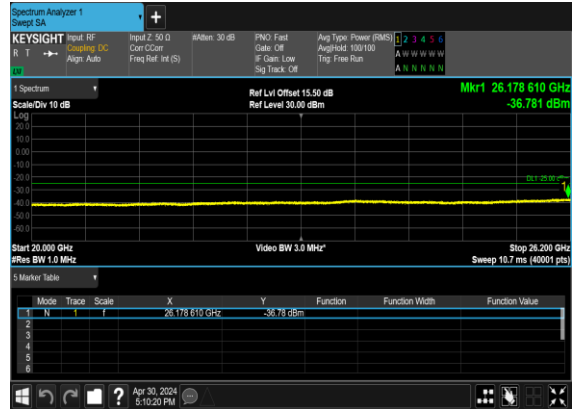 Spectrum Analyzer 1
Swept SA
+
KEYSIGHT Input: RF Input Z: 50 Ω #Atten: 30 dB PNO: Fast Avg Type: Power (RMS) 1 2 3 4 5 6
R T Coupling: DC Corr CCorr Gate: Off Avg|Hold: 100/100 A W W W W W
Align: Auto Freq Ref: Int (S) IF Gain: Low Trig: Free Run
Sig Track: Off A N N N N N
1 Spectrum Ref Lvl Offset 15.50 dB Mkr1 26.178 610 GHz
Scale/Div 10 dB Ref Level 30.00 dBm -36.781 dBm
Log
20.0
10.0
0.00
-10.0
-20.0
DL1 -25.00 dBm
-30.0 1
-40.0
-50.0
-60.0
Start 20.000 GHz Video BW 3.0 MHz* Stop 26.200 GHz
#Res BW 1.0 MHz Sweep 10.7 ms (40001 pts)
5 Marker Table
Mode Trace Scale X Y Function Function Width Function Value
1 N 1 f 26.178 610 GHz -36.78 dBm
2
3
4
5
6
? Apr 30, 2024
5:10:20 PM